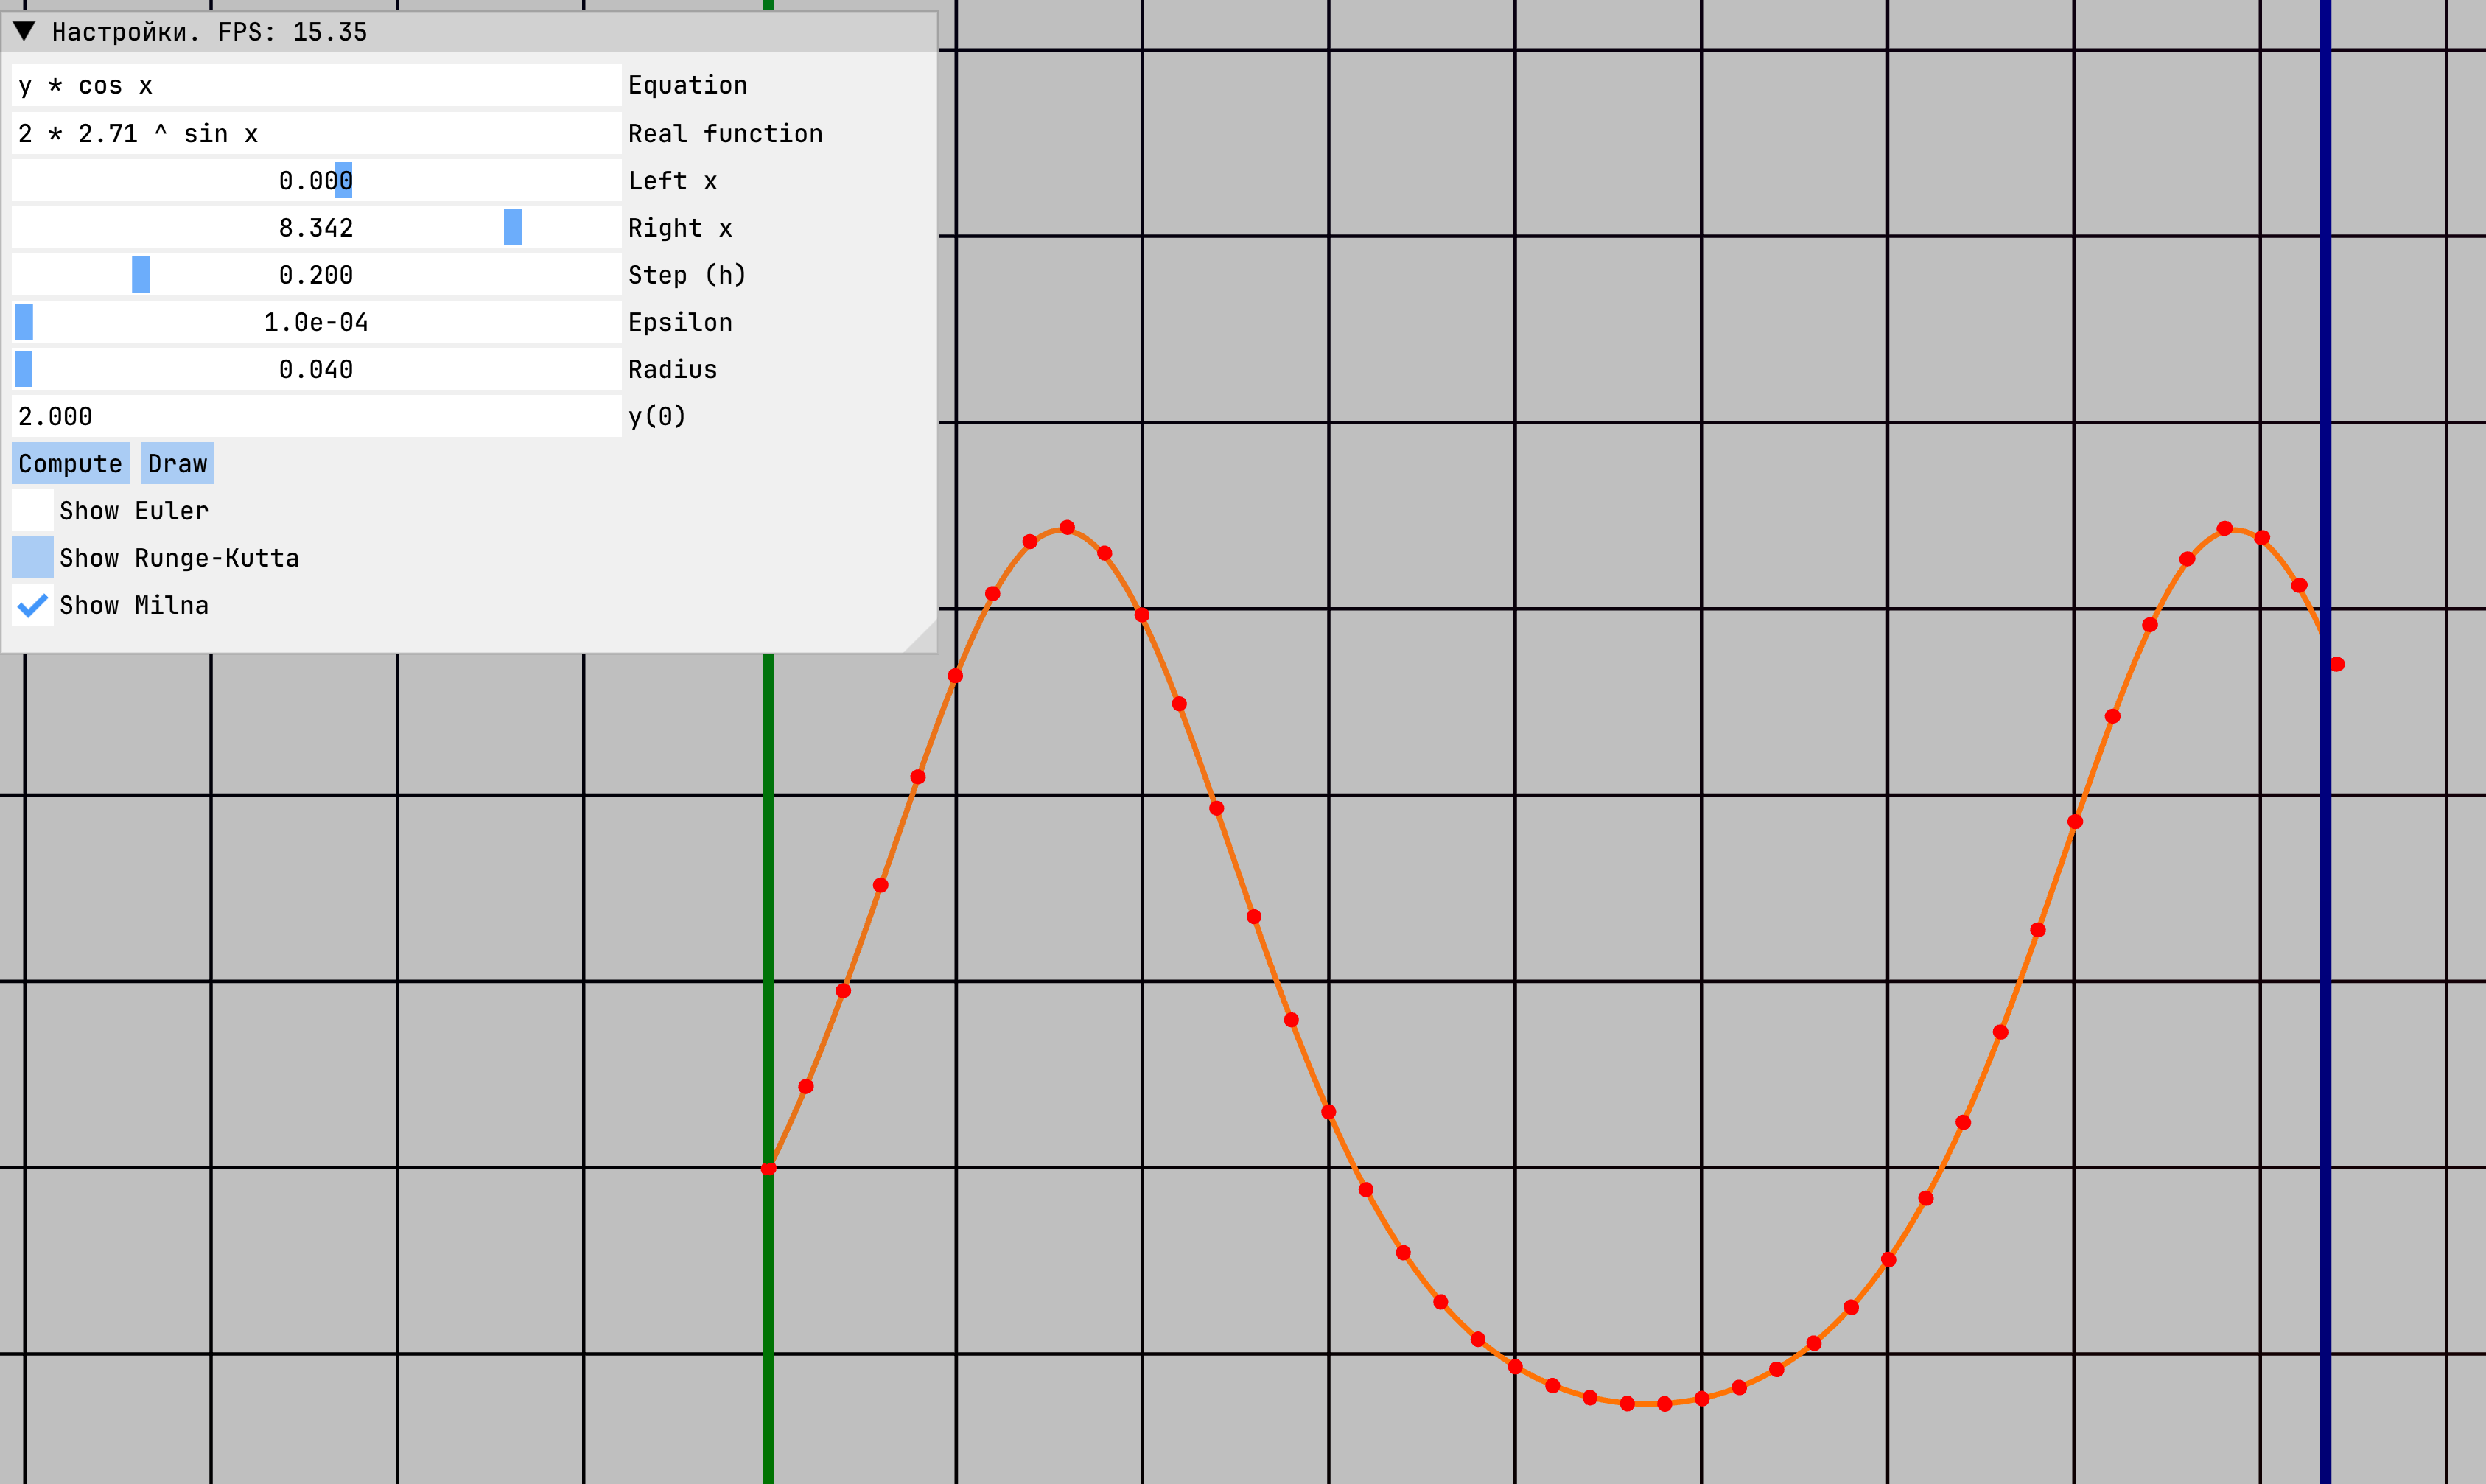 Настройки. FPS: 15.35
y * cos x Equation
2 * 2.71 ^ sin x Real function
0.000 Left x
8.342 Right x
0.200 Step (h)
1.0e-04 Epsilon
0.040 Radius
2.000 y(0)
Compute Draw
Show Euler
Show Runge-Kutta
Show Milna